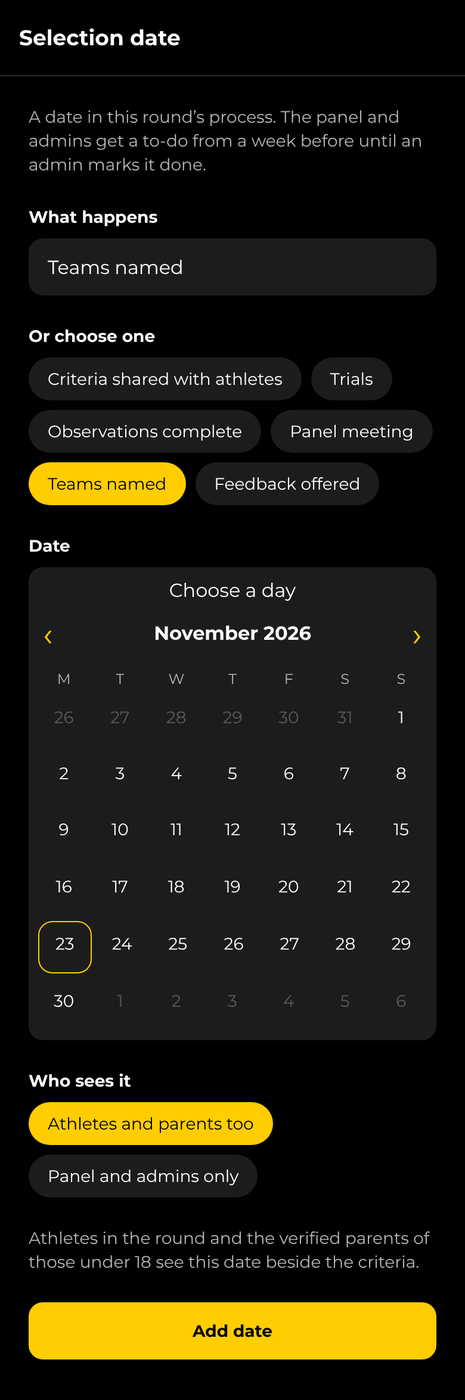 Selection date
A date in this round’s process. The panel and
admins get a to-do from a week before until an
admin marks it done.
What happens
Teams named
Or choose one
Criteria shared with athletes Trials
Observations complete Panel meeting
Teams named Feedback offered
Date
Choose a day
‹ November 2026 ›
M T W T F S S
26 27 28 29 30 31 1
2 3 4 5 6 7 8
9 10 11 12 13 14 15
16 17 18 19 20 21 22
23 24 25 26 27 28 29
30 1 2 3 4 5 6
Who sees it
Athletes and parents too
Panel and admins only
Athletes in the round and the verified parents of
those under 18 see this date beside the criteria.
Add date